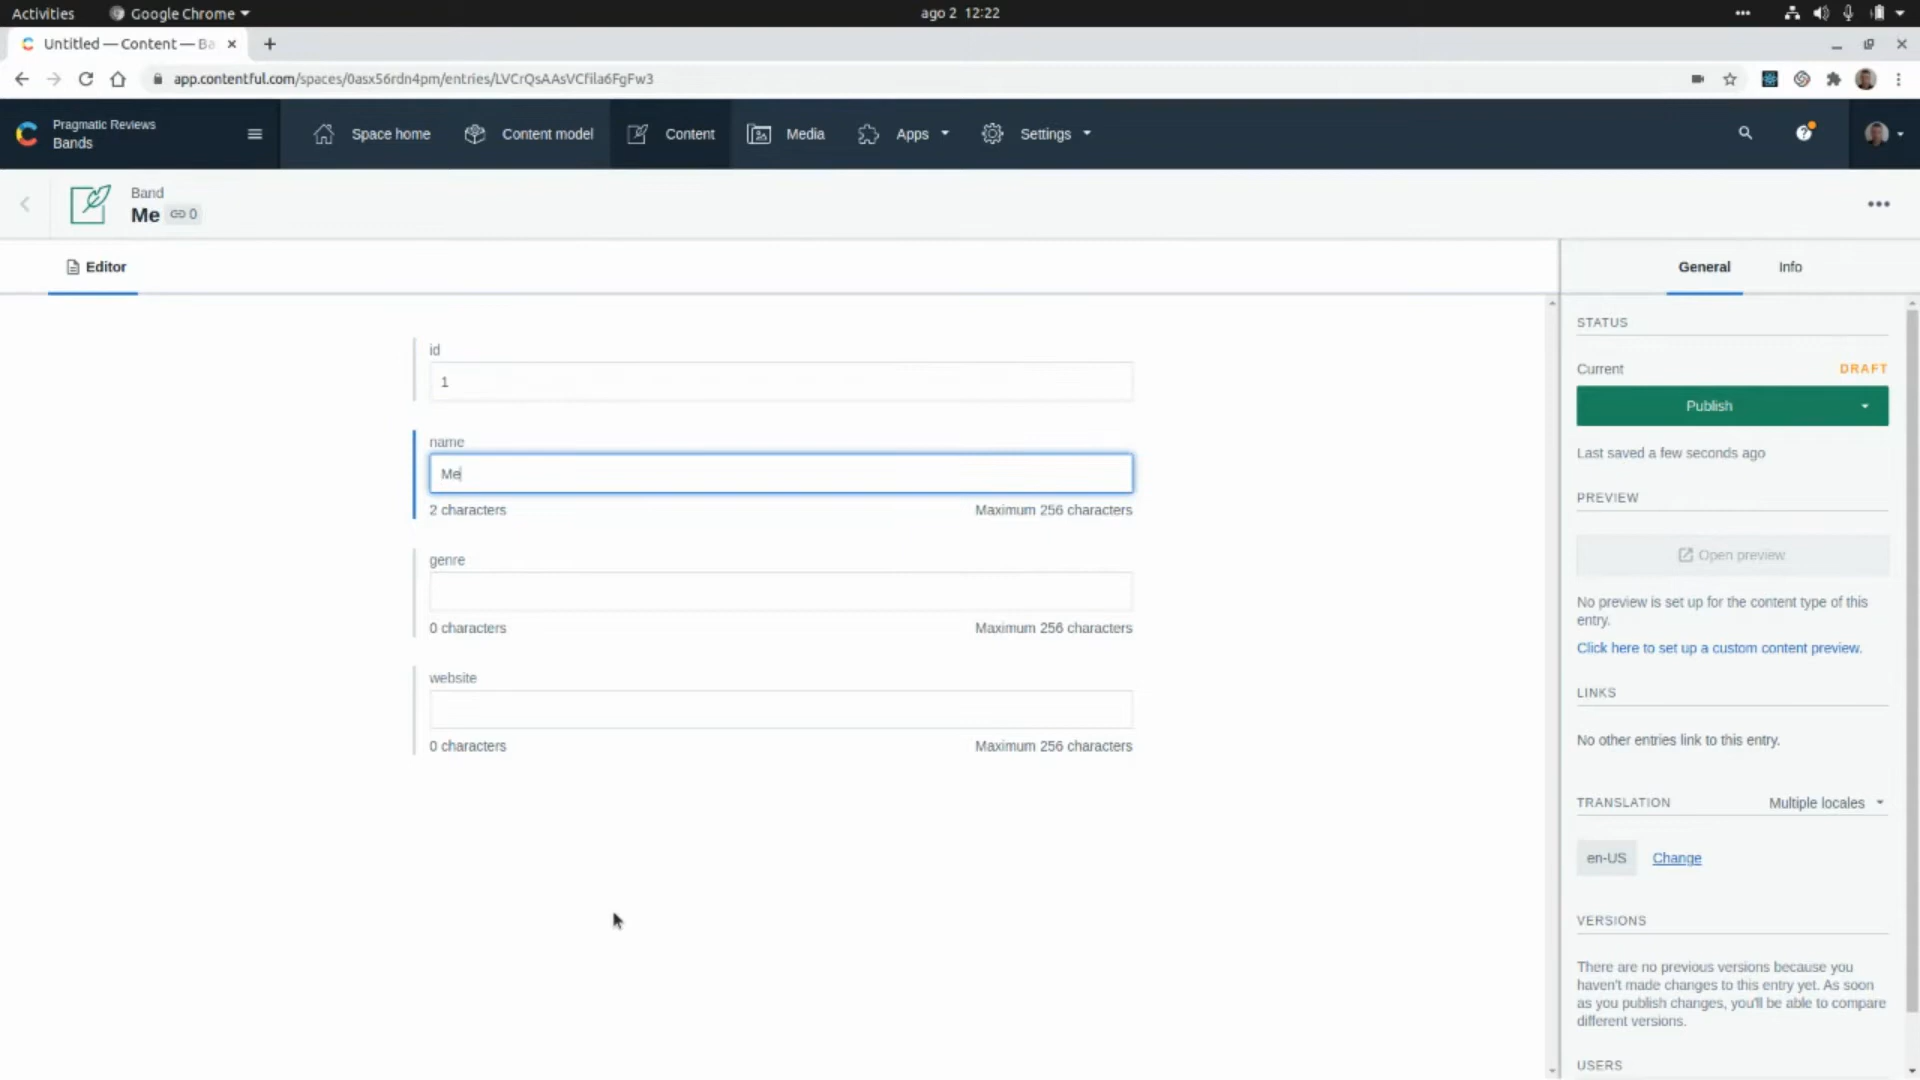 Activities
Google Chrome
ago 2 12:22
Untitled — Content — Ba
app.contentful.com/spaces/0asx56rdn4pm/entries/LVCrQsAAsVCfila6FgFw3
Pragmatic Reviews
Bands
Space home
Content model
Content
Media
Apps
Settings
Band
Me
0
Editor
General
Info
id
1
name
Me
2 characters
Maximum 256 characters
genre
0 characters
Maximum 256 characters
website
0 characters
Maximum 256 characters
STATUS
Current
DRAFT
Publish
Last saved a few seconds ago
PREVIEW
Open preview
No preview is set up for the content type of this
entry.
Click here to set up a custom content preview.
LINKS
No other entries link to this entry.
TRANSLATION
Multiple locales
en-US
Change
VERSIONS
There are no previous versions because you
haven't made changes to this entry yet. As soon
as you publish changes, you'll be able to compare
different versions.
USERS